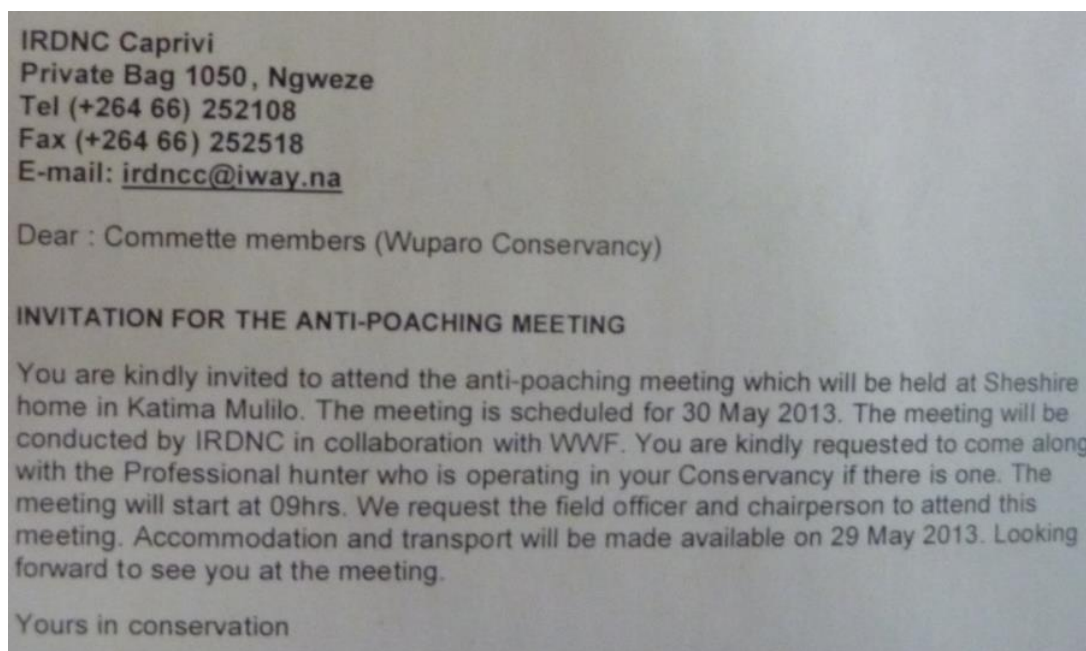 IRDNC Caprivi
Private Bag 1050, Ngweze
Tel (+264 66) 252108
Fax (+264 66) 252518
E-mail: irdncc@iway.na
Dear : Commette members (Wuparo Conservancy)
INVITATION FOR THE ANTI-POACHING MEETING
You are kindly invited to attend the anti-poaching meeting which will be held at Sheshire
home in Katima Mulilo. The meeting is scheduled for 30 May 2013. The meeting will be
conducted by IRDNC in collaboration with WWF. You are kindly requested to come along
with the Professional hunter who is operating in your Conservancy if there is one. The
meeting will start at 09hrs. We request the field officer and chairperson to attend this
meeting. Accommodation and transport will be made available on 29 May 2013. Looking
forward to see you at the meeting.
Yours in conservation